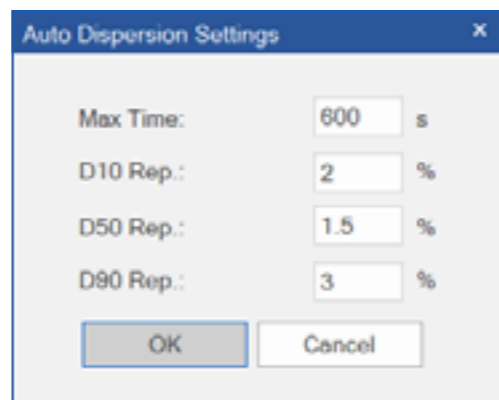 Auto Dispersion Settings x
Max Time: 600 s
D10 Rep.: 2 %
D50 Rep.: 1.5 %
D90 Rep.: 3 %
OK Cancel